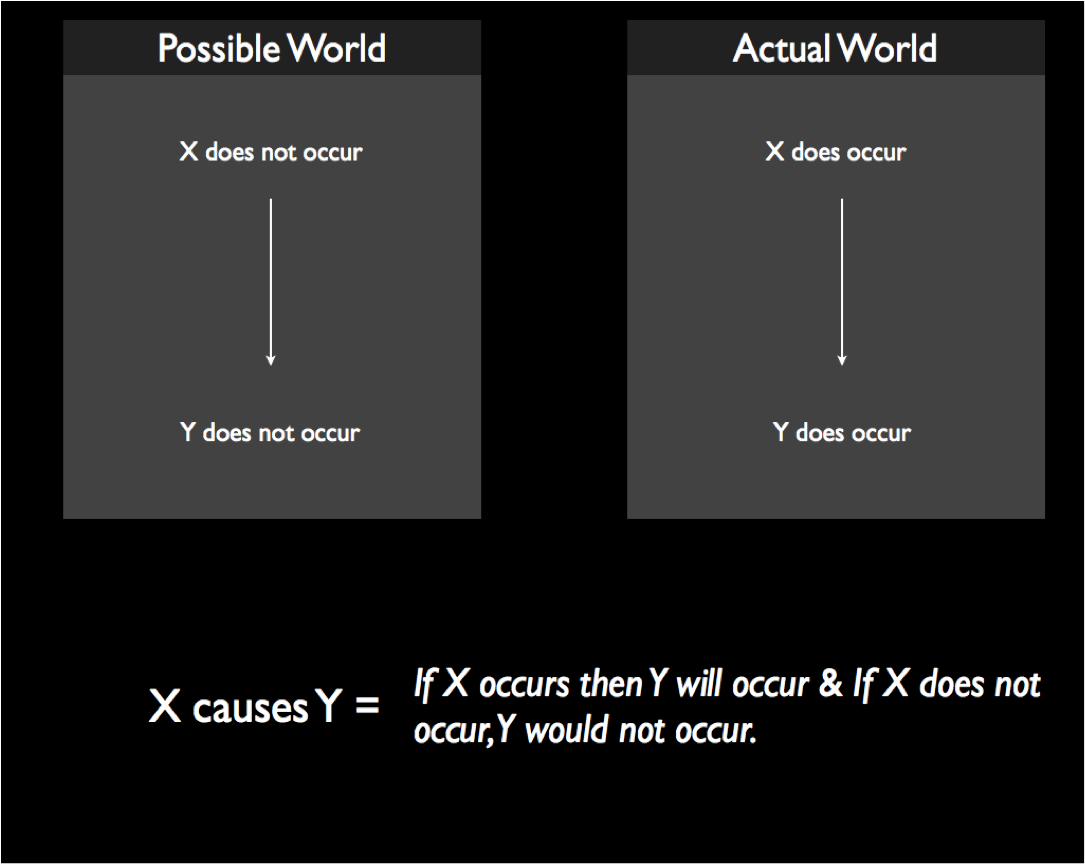 Possible World
X does not occur
Y does not occur
Actual World
X does occur
Y does occur
X causes Y =
If X occurs then Y will occur & If X does not
occur, Y would not occur.